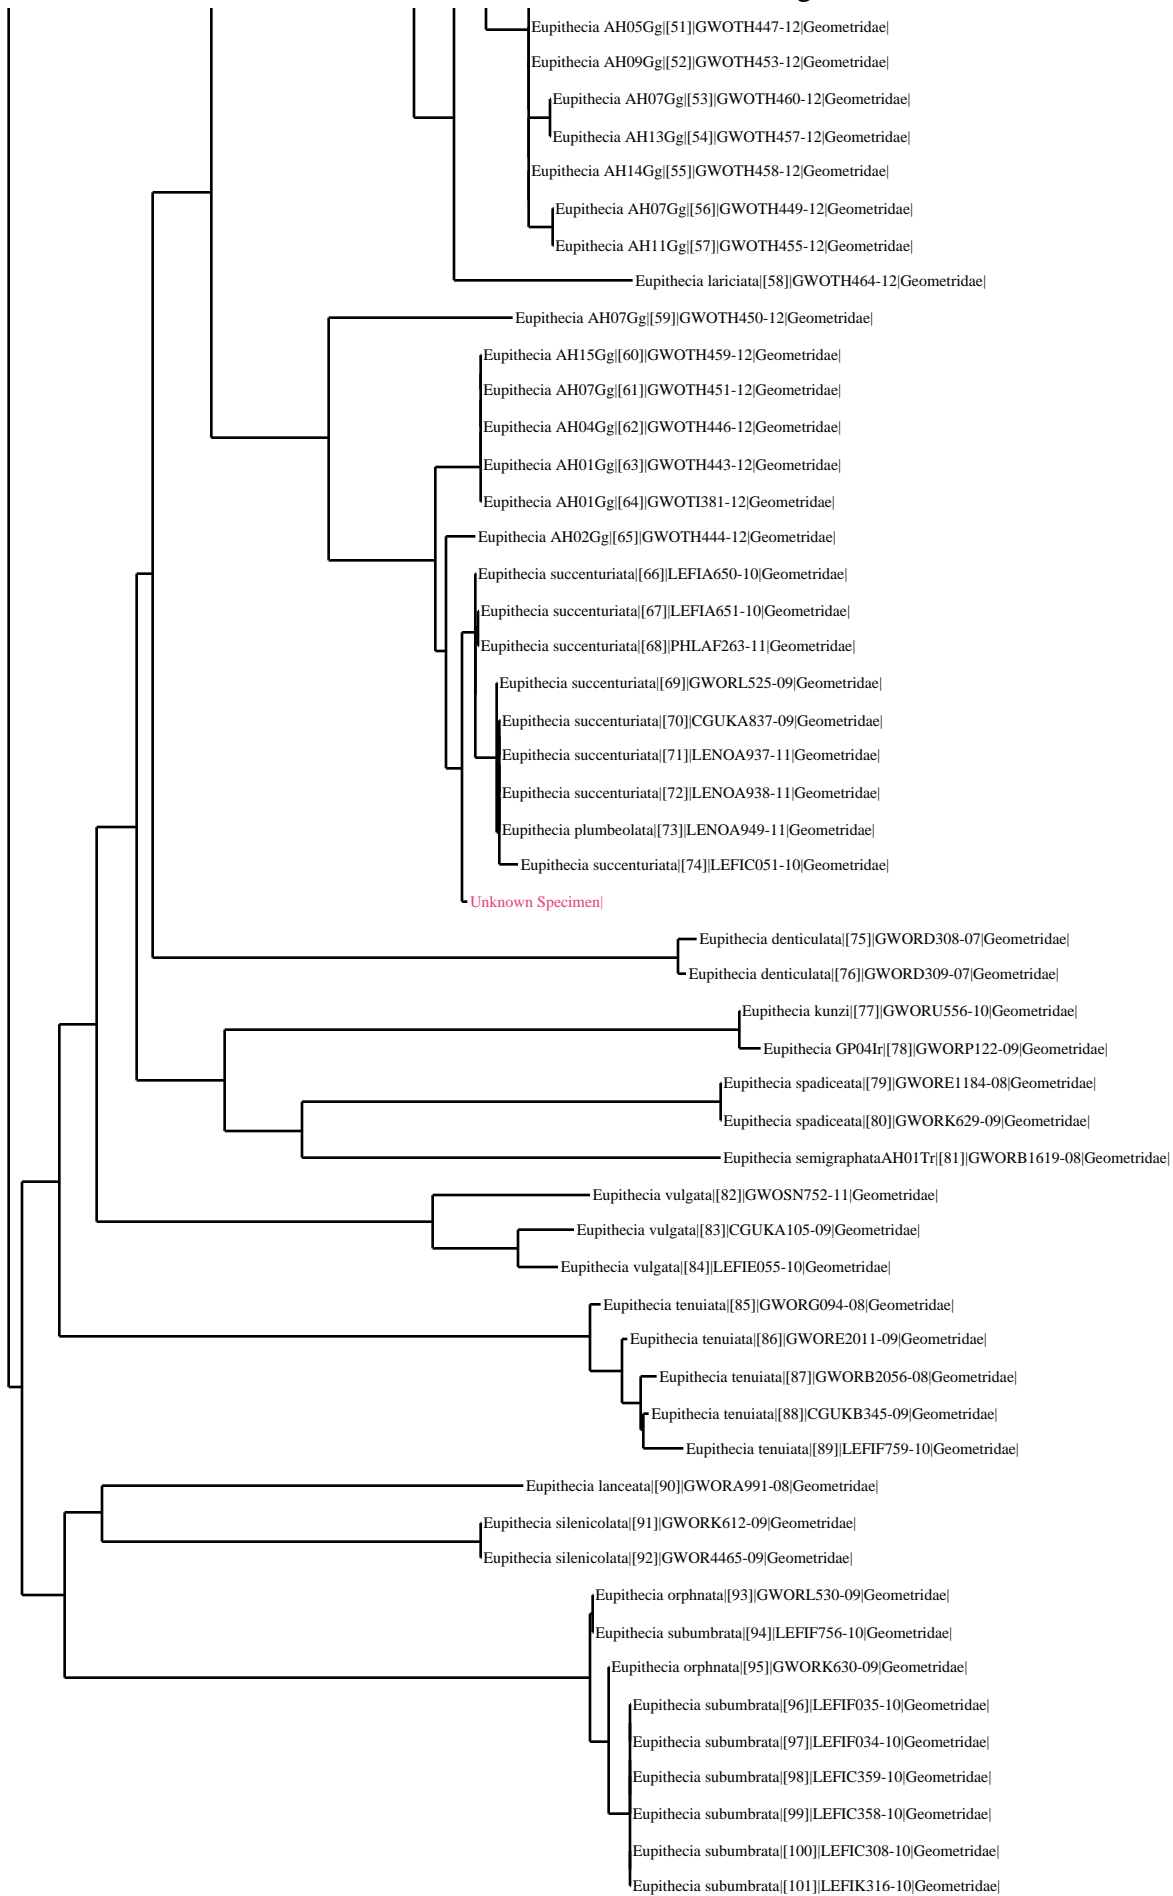 Eupithecia AH05Gg|[51]|GWOTH447-12|Geometridae|
Eupithecia AH09Gg|[52]|GWOTH453-12|Geometridae|
Eupithecia AH07Gg|[53]|GWOTH460-12|Geometridae|
Eupithecia AH13Gg|[54]|GWOTH457-12|Geometridae|
Eupithecia AH14Gg|[55]|GWOTH458-12|Geometridae|
Eupithecia AH07Gg|[56]|GWOTH449-12|Geometridae|
Eupithecia AH11Gg|[57]|GWOTH455-12|Geometridae|
Eupithecia lariciata|[58]|GWOTH464-12|Geometridae|
Eupithecia AH07Gg|[59]|GWOTH450-12|Geometridae|
Eupithecia AH15Gg|[60]|GWOTH459-12|Geometridae|
Eupithecia AH07Gg|[61]|GWOTH451-12|Geometridae|
Eupithecia AH04Gg|[62]|GWOTH446-12|Geometridae|
Eupithecia AH01Gg|[63]|GWOTH443-12|Geometridae|
Eupithecia AH01Gg|[64]|GWOTI381-12|Geometridae|
Eupithecia AH02Gg|[65]|GWOTH444-12|Geometridae|
Eupithecia succenturiata|[66]|LEFIA650-10|Geometridae|
Eupithecia succenturiata|[67]|LEFIA651-10|Geometridae|
Eupithecia succenturiata|[68]|PHLAF263-11|Geometridae|
Eupithecia succenturiata|[69]|GWORL525-09|Geometridae|
Eupithecia succenturiata|[70]|CGUKA837-09|Geometridae|
Eupithecia succenturiata|[71]|LENOA937-11|Geometridae|
Eupithecia succenturiata|[72]|LENOA938-11|Geometridae|
Eupithecia plumbeolata|[73]|LENOA949-11|Geometridae|
Eupithecia succenturiata|[74]|LEFIC051-10|Geometridae|
Unknown Specimen|
Eupithecia denticulata|[75]|GWORD308-07|Geometridae|
Eupithecia denticulata|[76]|GWORD309-07|Geometridae|
Eupithecia kunzi|[77]|GWORU556-10|Geometridae|
Eupithecia GP04Ir|[78]|GWORP122-09|Geometridae|
Eupithecia spadiceata|[79]|GWORE1184-08|Geometridae|
Eupithecia spadiceata|[80]|GWORK629-09|Geometridae|
Eupithecia semigraphataAH01Tr|[81]|GWORB1619-08|Geometridae|
Eupithecia vulgata|[82]|GWOSN752-11|Geometridae|
Eupithecia vulgata|[83]|CGUKA105-09|Geometridae|
Eupithecia vulgata|[84]|LEFIE055-10|Geometridae|
Eupithecia tenuiata|[85]|GWORG094-08|Geometridae|
Eupithecia tenuiata|[86]|GWORE2011-09|Geometridae|
Eupithecia tenuiata|[87]|GWORB2056-08|Geometridae|
Eupithecia tenuiata|[88]|CGUKB345-09|Geometridae|
Eupithecia tenuiata|[89]|LEFIF759-10|Geometridae|
Eupithecia lanceata|[90]|GWORA991-08|Geometridae|
Eupithecia silenicolata|[91]|GWORK612-09|Geometridae|
Eupithecia silenicolata|[92]|GWOR4465-09|Geometridae|
Eupithecia orphnata|[93]|GWORL530-09|Geometridae|
Eupithecia subumbrata|[94]|LEFIF756-10|Geometridae|
Eupithecia orphnata|[95]|GWORK630-09|Geometridae|
Eupithecia subumbrata|[96]|LEFIF035-10|Geometridae|
Eupithecia subumbrata|[97]|LEFIF034-10|Geometridae|
Eupithecia subumbrata|[98]|LEFIC359-10|Geometridae|
Eupithecia subumbrata|[99]|LEFIC358-10|Geometridae|
Eupithecia subumbrata|[100]|LEFIC308-10|Geometridae|
Eupithecia subumbrata|[101]|LEFIK316-10|Geometridae|